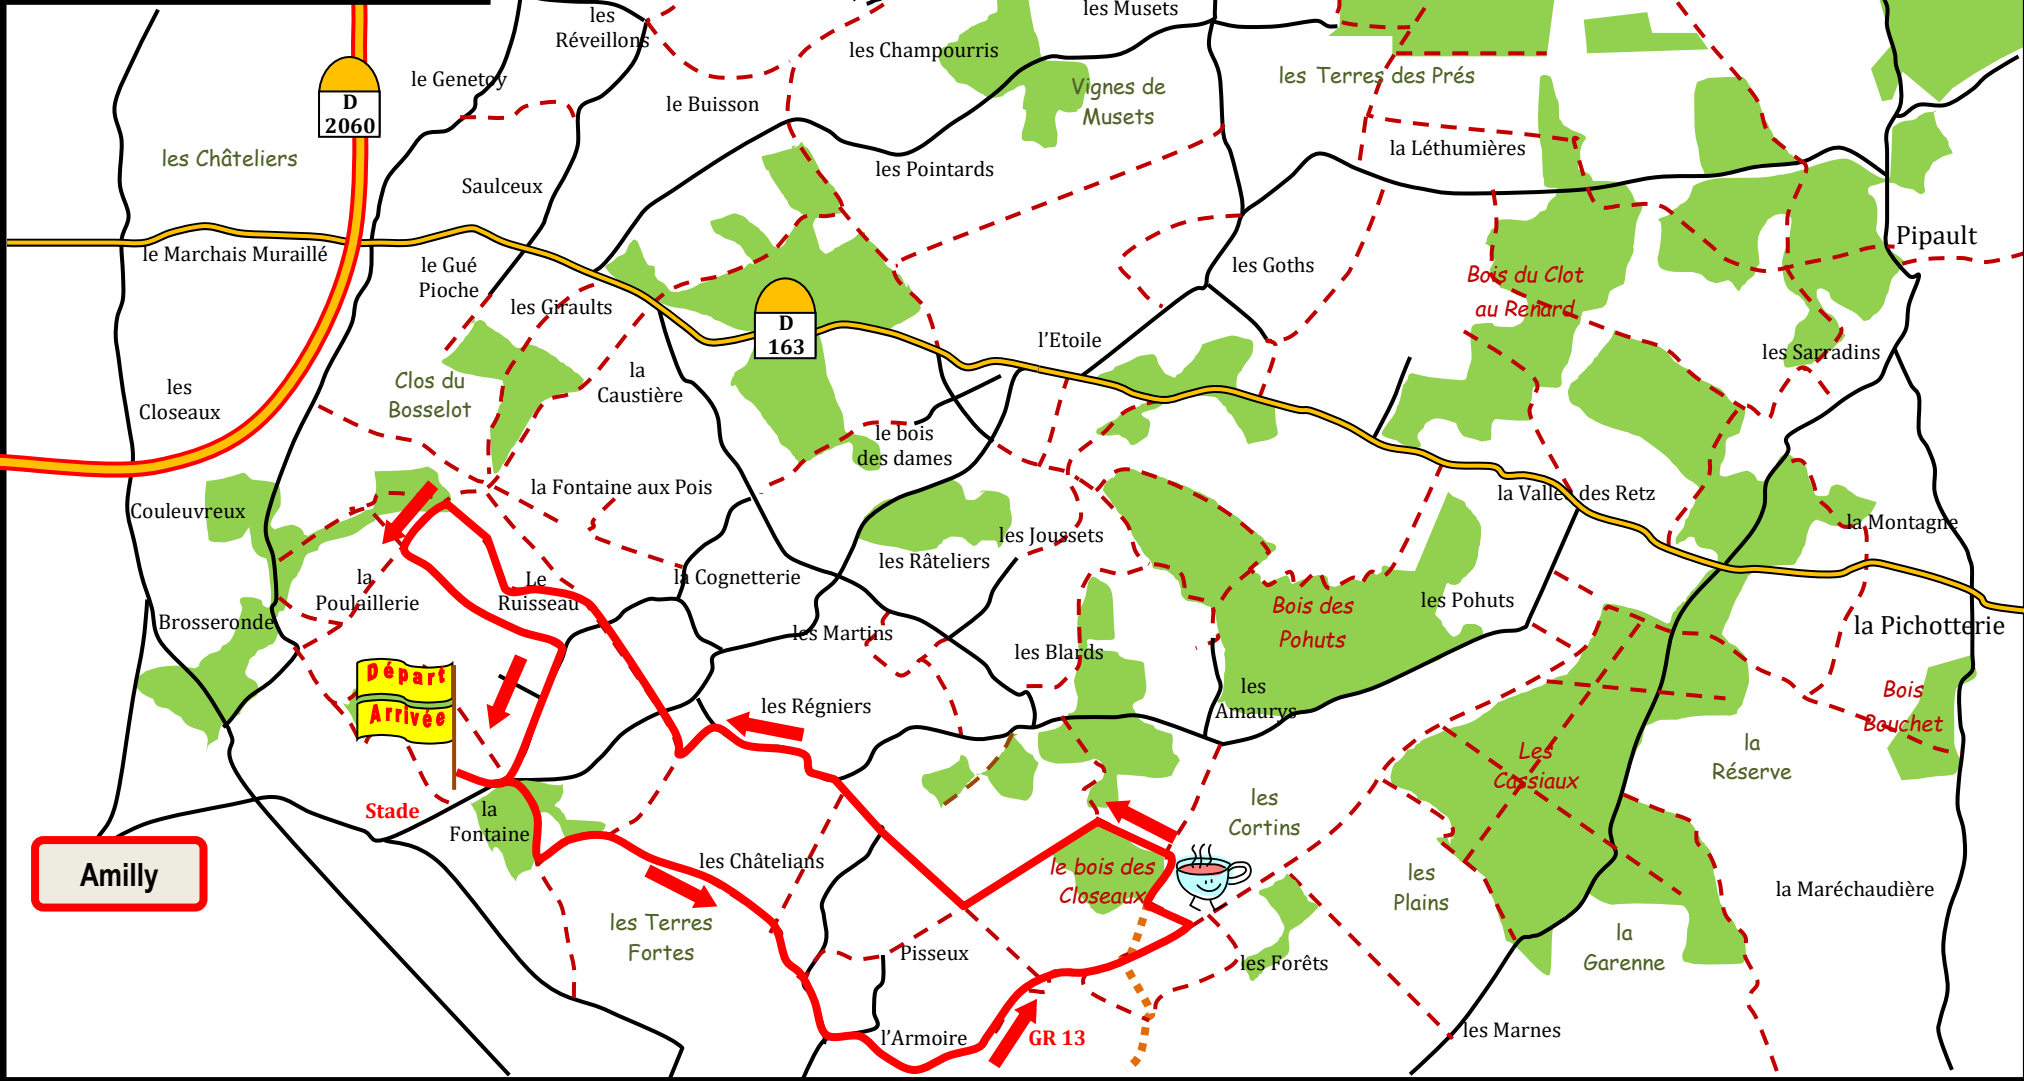 les
Réveillons
les Musets
les Champourris
le Genetoy
le Buisson
Vignes de
Musets
les Terres des Prés
D
2060
les Châteliers
Saulceux
les Pointards
la Léthumières
le Marchais Muraillé
le Gué
Pioche
les Giraults
les Goths
Bois du Clot
au Renard
Pipault
D
163
l'Etoile
les Sarradins
les
Closeaux
Clos du
Bosselot
la
Caustière
le bois
des dames
la Fontaine aux Pois
la Vallée des Retz
Couleuvreux
les Joussets
la Montagne
les Râteliers
la
Poulaillerie
Le
Ruisseau
la Cognetterie
Bois des
Pohuts
les Pohuts
Brosseronde
les Martins
les Blards
la Pichotterie
Départ
Arrivée
les
Amaurys
les Régniers
Bois
Bouchet
Les
Cassiaux
la
Réserve
Stade
la
Fontaine
les
Cortins
Amilly
les Châtelians
le bois des
Closeaux
les
Plains
la Maréchaudière
les Terres
Fortes
Pisseux
les Forêts
la
Garenne
l'Armoire
GR 13
les Marnes